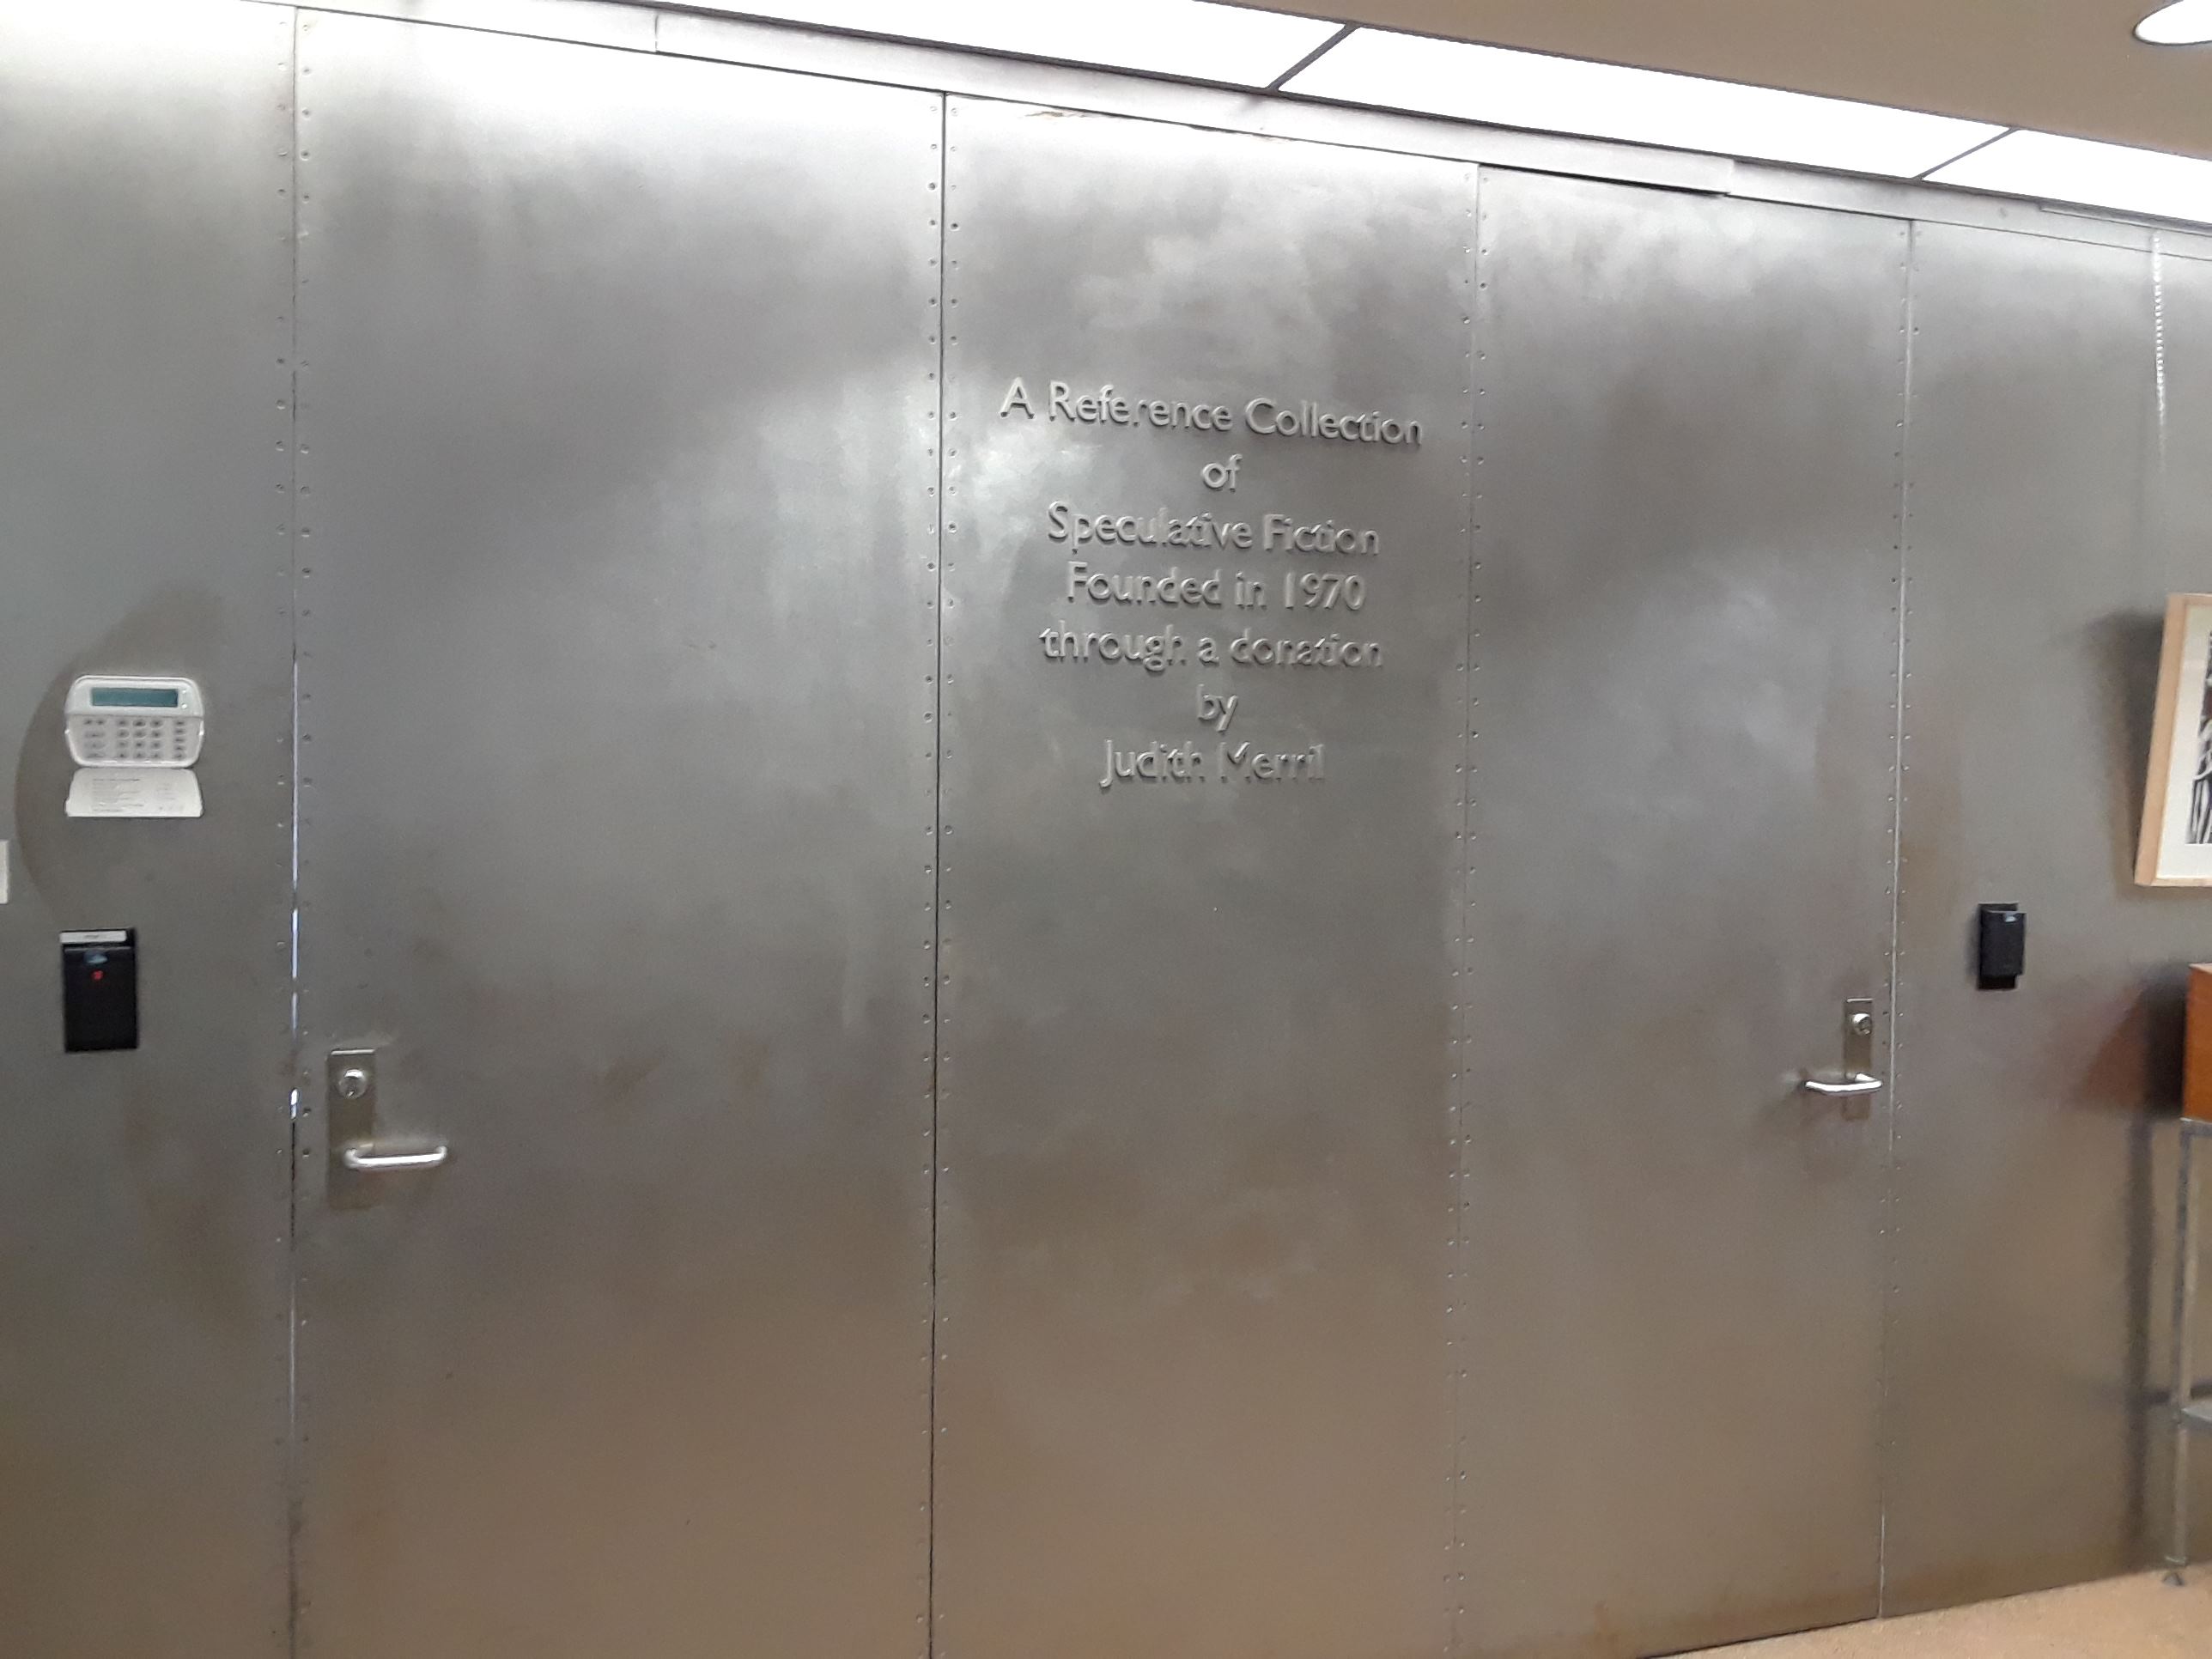 A Reference Collection
of
Speculative Fiction
Founded in 1970
through a donation
by
Judith Merril